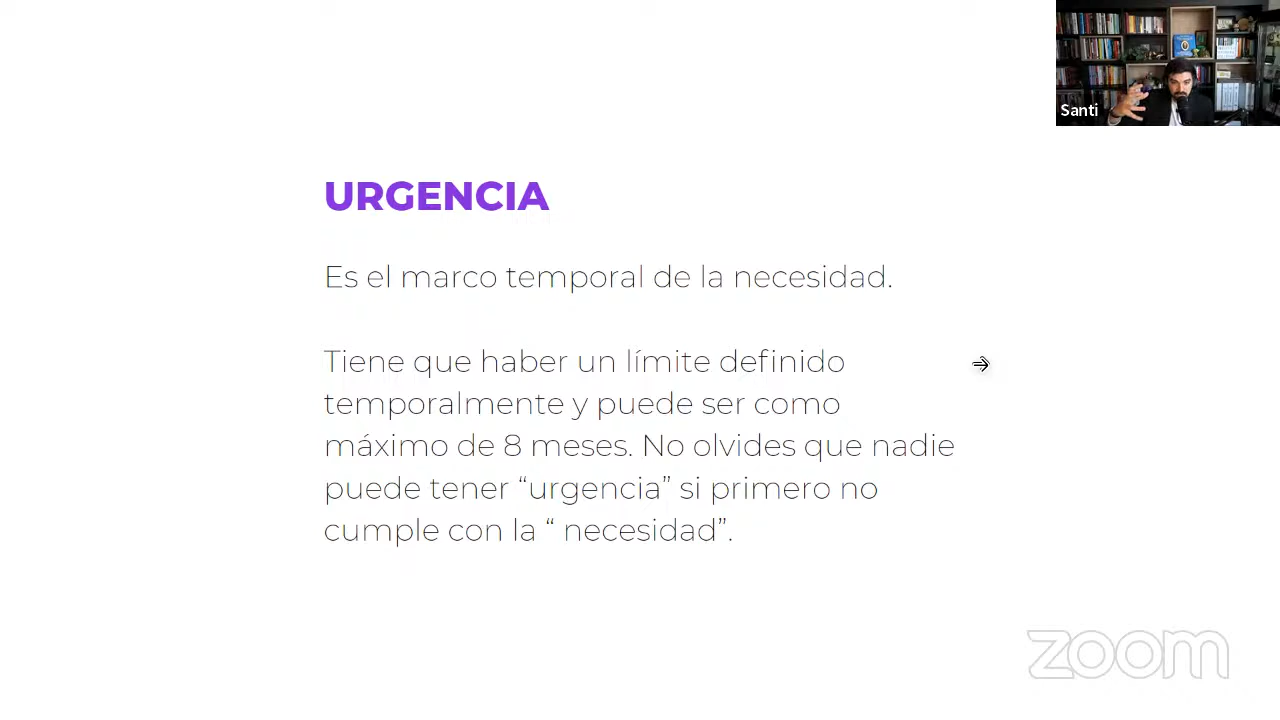 Santi
URGENCIA
Es el marco temporal de la necesidad.
Tiene que haber un límite definido
temporalmente y puede ser como
máximo de 8 meses. No olvides que nadie
puede tener “urgencia” si primero no
cumple con la “ necesidad”.
zoom